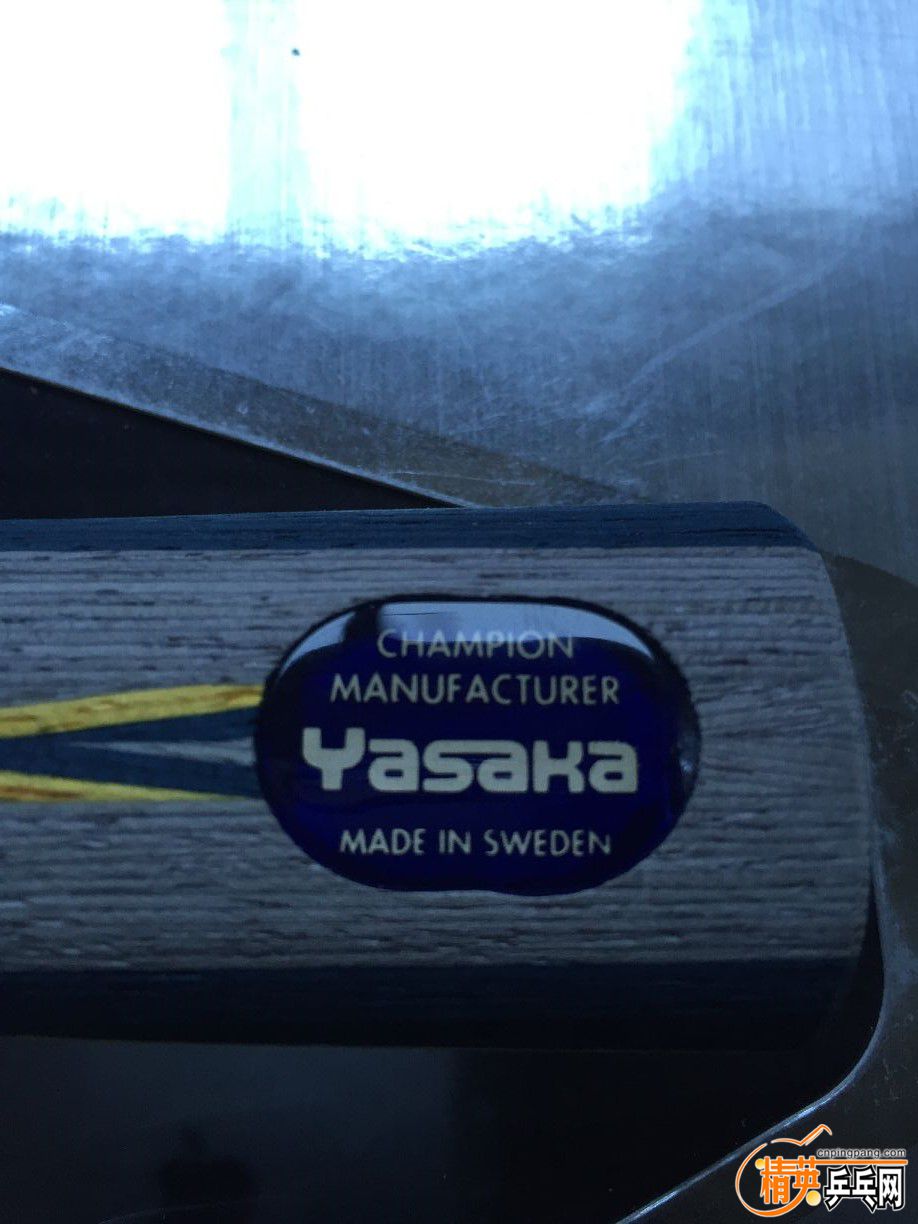 CHAMPION
MANUFACTURER
Yasaka
MADE IN SWEDEN
cnpingpang.com
精英乒乓网